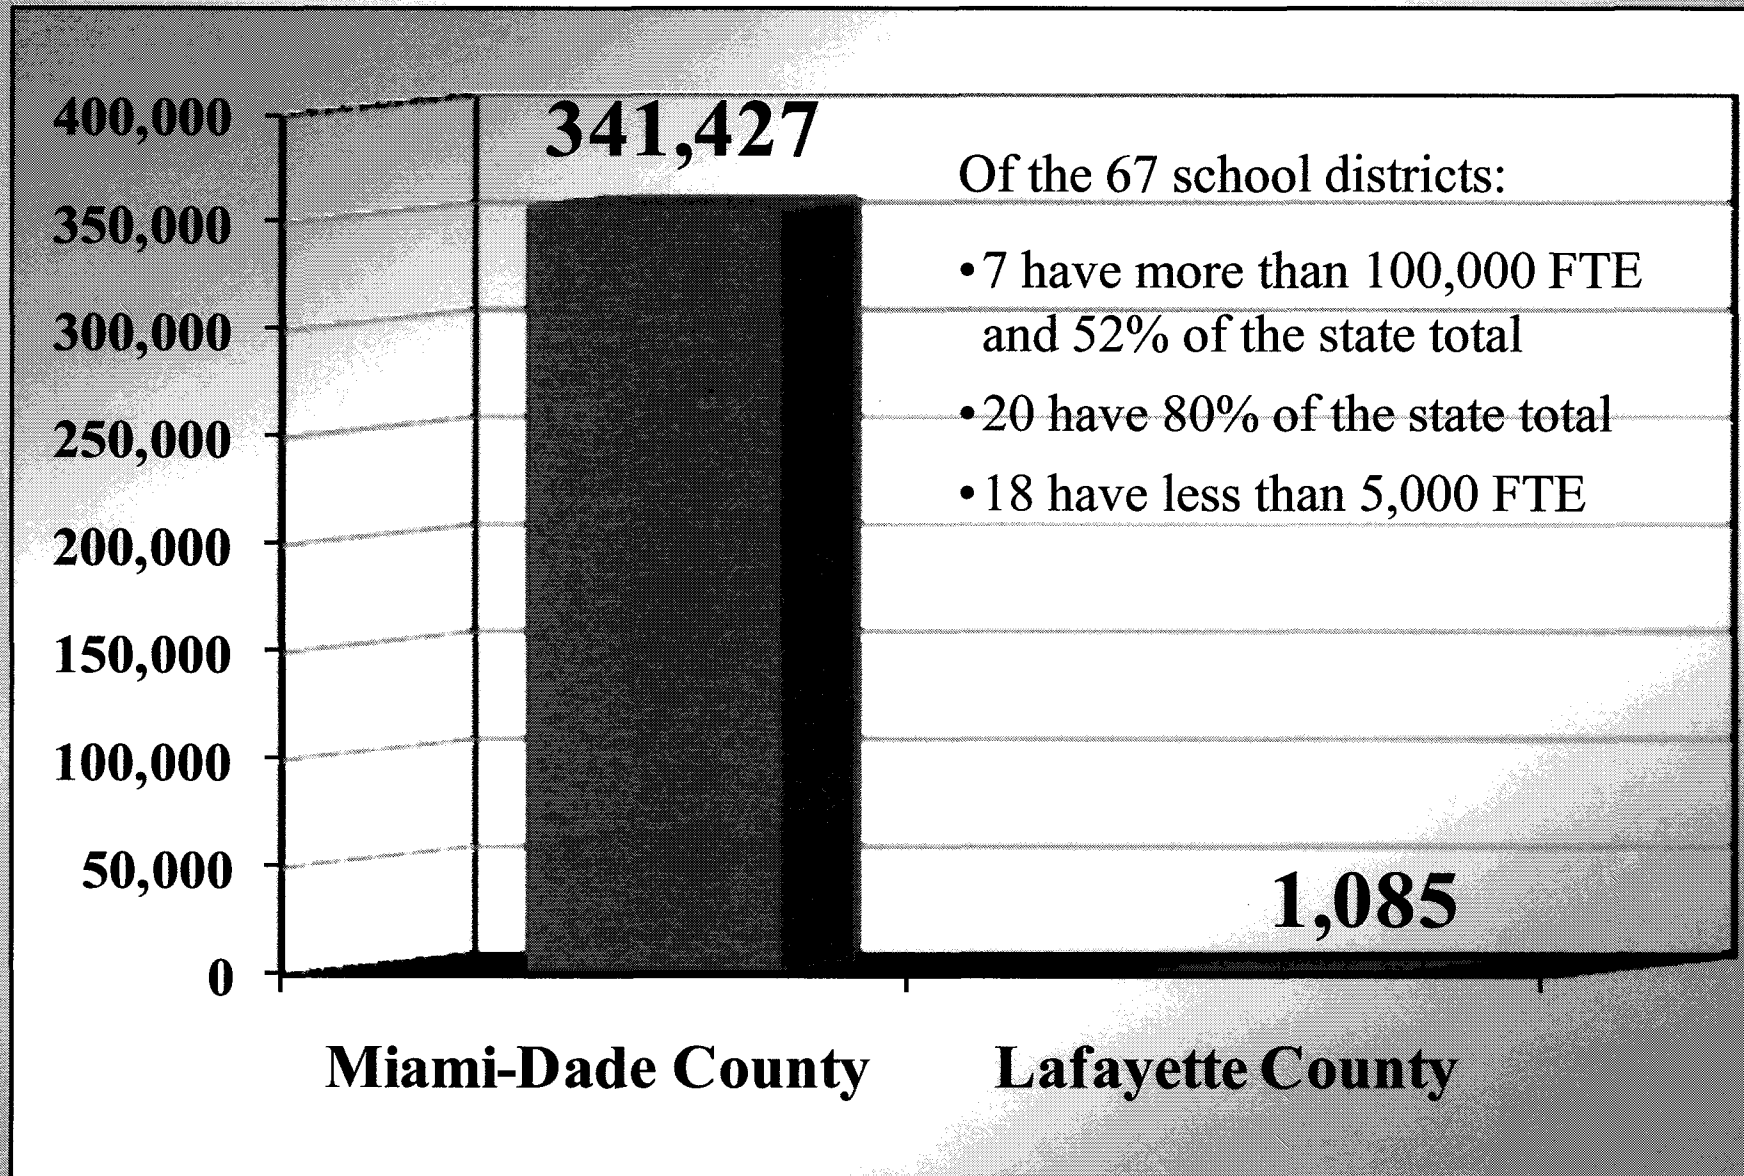 400,000
350,000
300,000
250,000
200,000
150,000
100,000
50,000
0
341,427
Of the 67 school districts:
•7 have more than 100,000 FTE
and 52% of the state total
•20 have 80% of the state total
•18 have less than 5,000 FTE
1,085
Miami-Dade County
Lafayette County